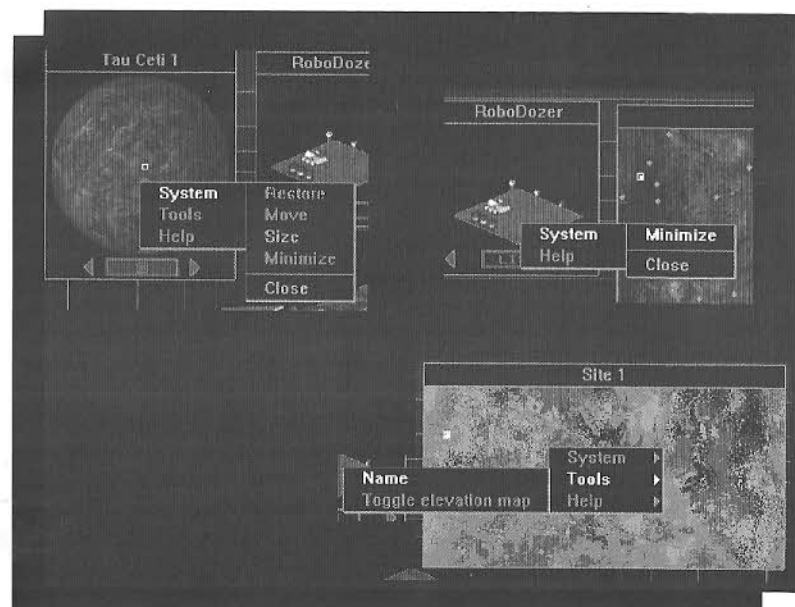 Tau Ceti 1
RoboDoze
System
Tools
Help
Restore
Move
Size
Minimize
Close
RoboDozer
System
Help
Minimize
Close
Site 1
System
Tools
Help
Name
Toggle elevation map